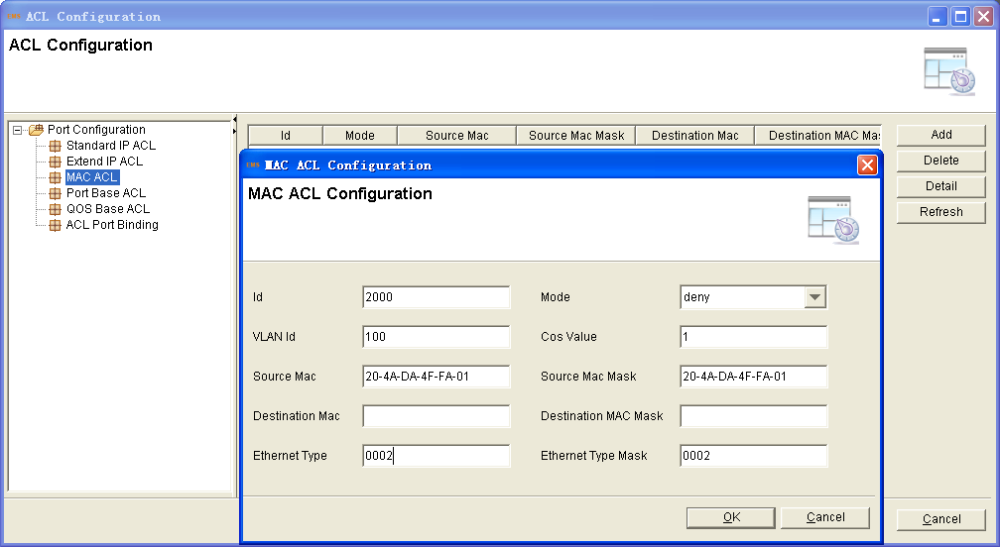 EMS ACL Configuration
ACL Configuration
Port Configuration
Standard IP ACL
Extend IP ACL
MAC ACL
Port Base ACL
QOS Base ACL
ACL Port Binding
Id Mode Source Mac Source Mac Mask Destination Mac Destination MAC Mas
Add
Delete
Detail
Refresh
EMS MAC ACL Configuration
MAC ACL Configuration
Id 2000 Mode deny
VLAN Id 100 Cos Value 1
Source Mac 20-4A-DA-4F-FA-01 Source Mac Mask 20-4A-DA-4F-FA-01
Destination Mac Destination MAC Mask
Ethernet Type 0002 Ethernet Type Mask 0002
OK Cancel
Cancel